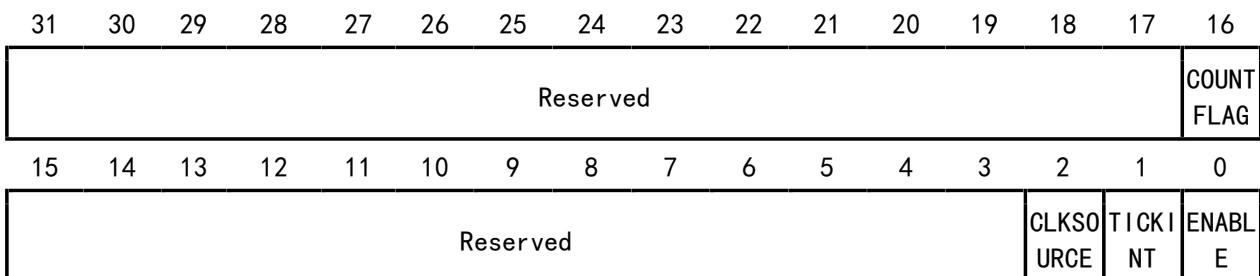 31 30 29 28 27 26 25 24 23 22 21 20 19 18 17 16
Reserved
COUNT
FLAG
15 14 13 12 11 10 9 8 7 6 5 4 3 2 1 0
Reserved
CLKSO
URCE
TICKI
NT
ENABL
E